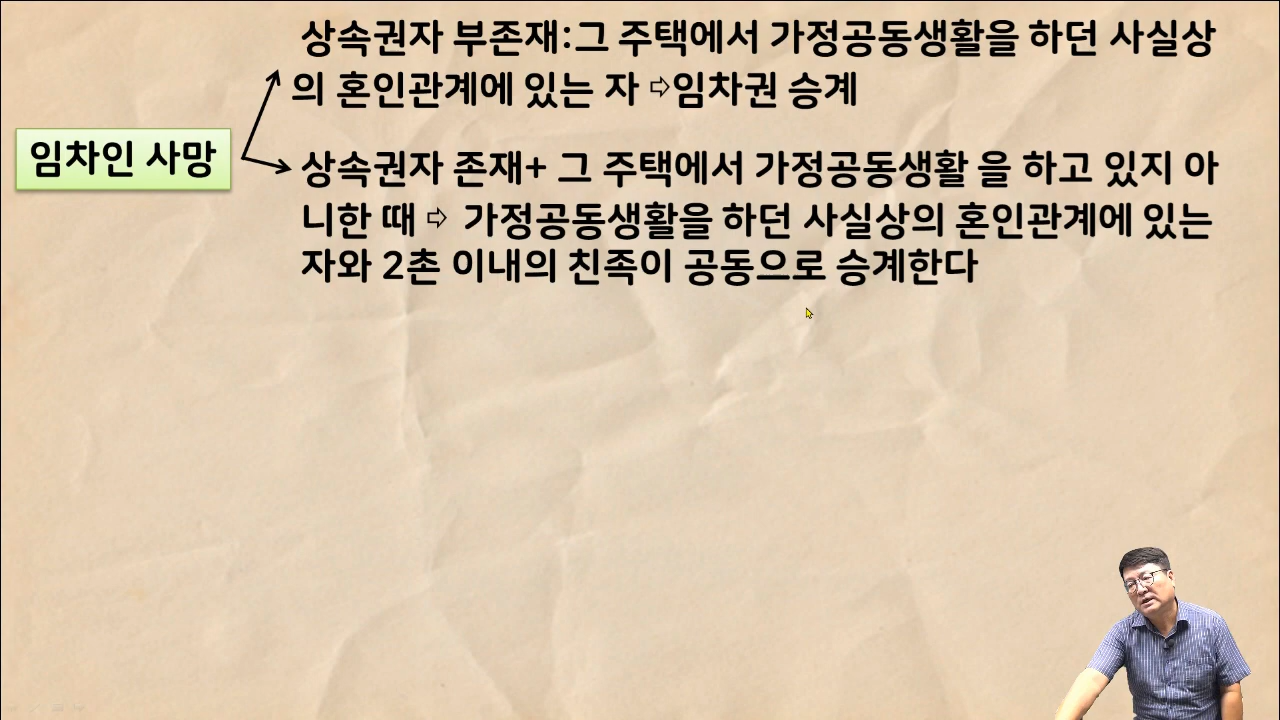 상속권자 부존재:그 주택에서 가정공동생활을 하던 사실상
의 혼인관계에 있는 자 ⇨임차권 승계
임차인 사망
상속권자 존재+ 그 주택에서 가정공동생활 을 하고 있지 아
니한 때 ⇨ 가정공동생활을 하던 사실상의 혼인관계에 있는
자와 2촌 이내의 친족이 공동으로 승계한다